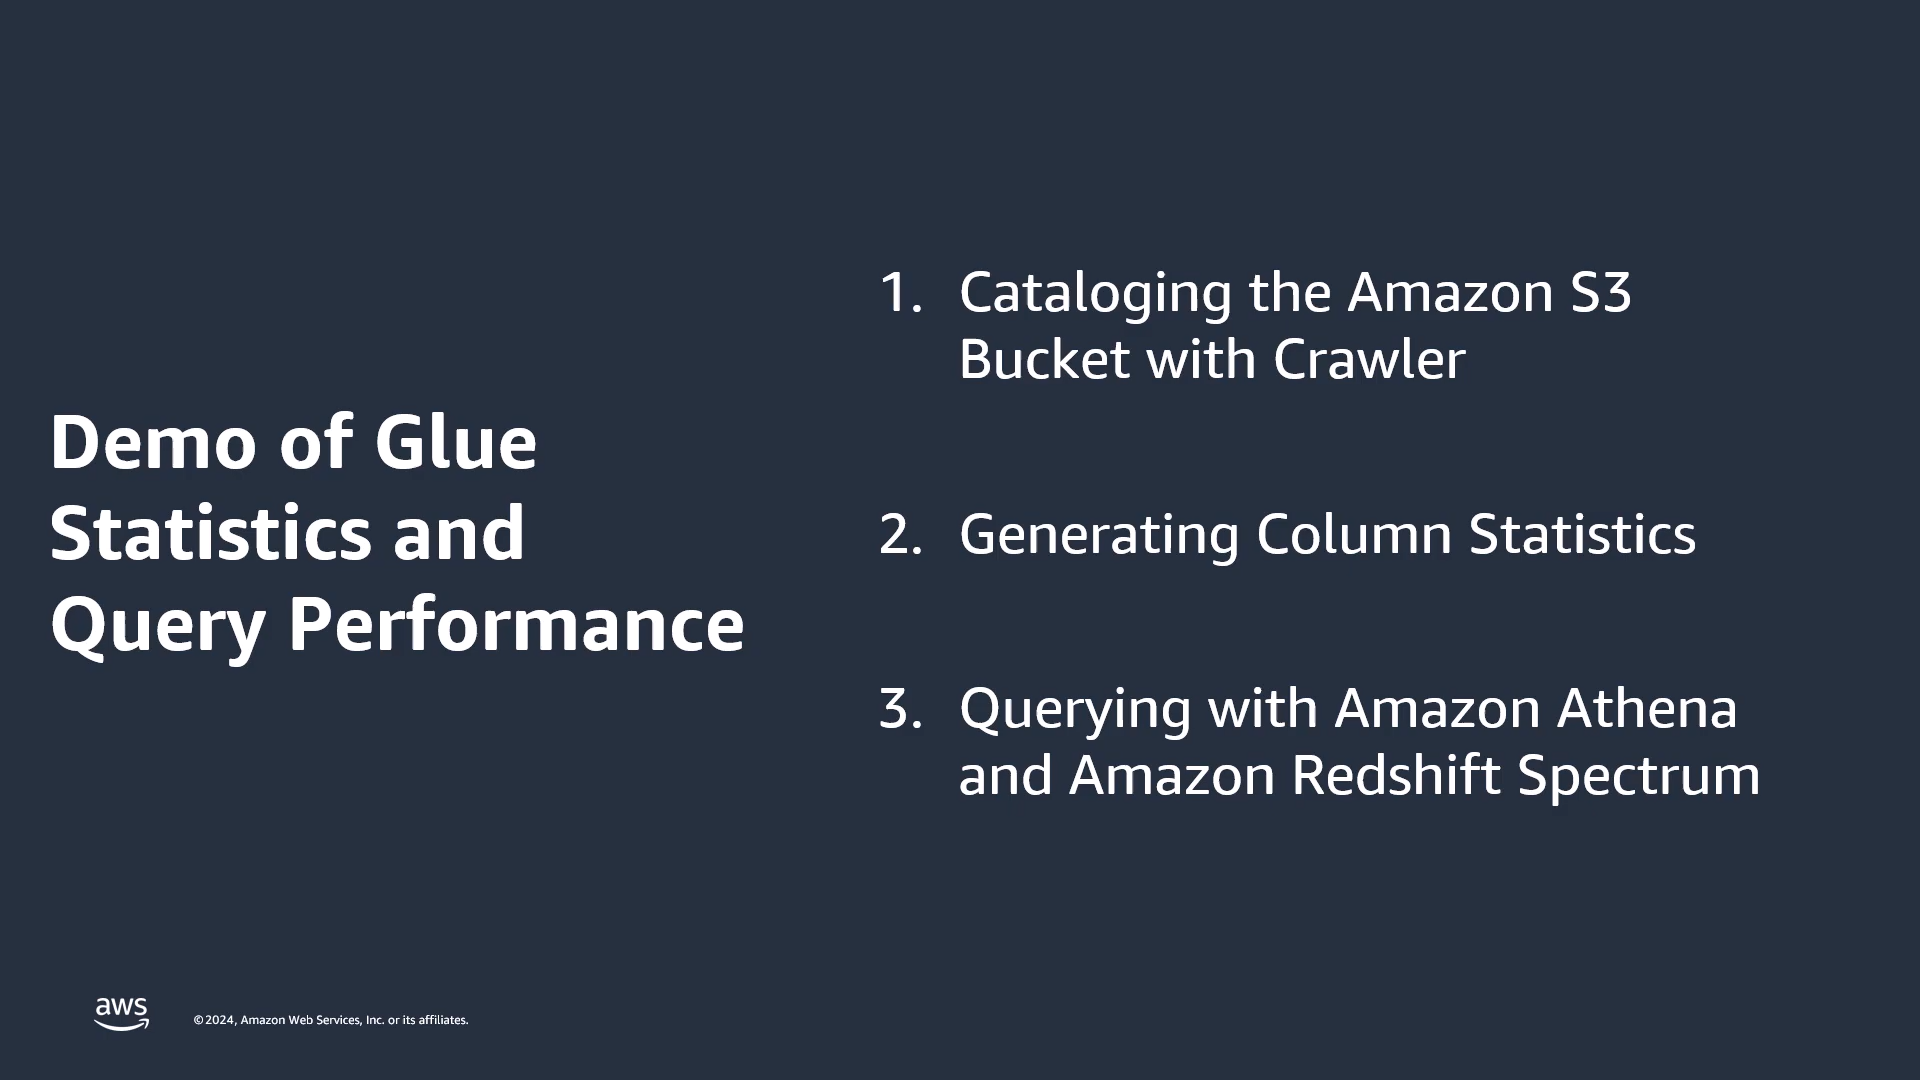 Demo of Glue
Statistics and
Query Performance
1. Cataloging the Amazon S3
Bucket with Crawler
2. Generating Column Statistics
3. Querying with Amazon Athena
and Amazon Redshift Spectrum
aws
© 2024, Amazon Web Services, Inc. or its affiliates.